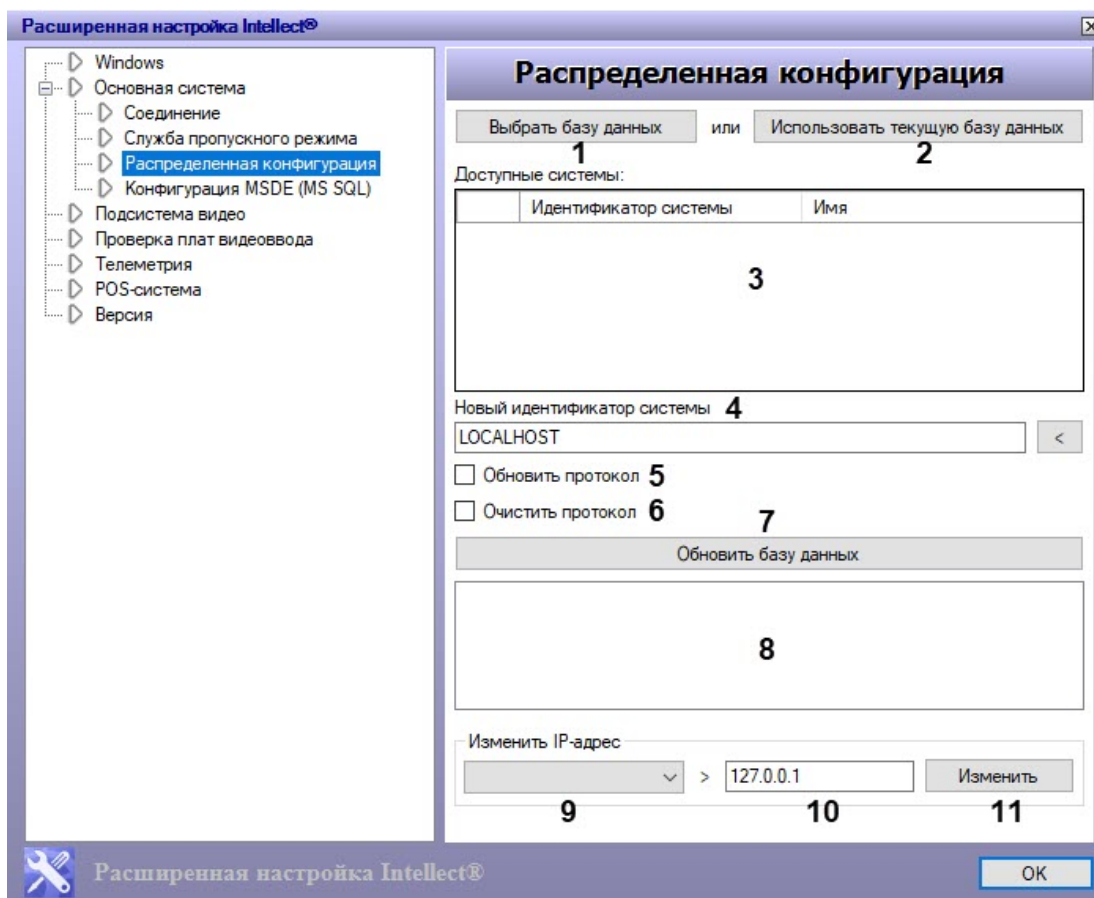 Расширенная настройка Intellect®
Windows
Основная система
Соединение
Служба пропускного режима
Распределенная конфигурация
Конфигурация MSDE (MS SQL)
Подсистема видео
Проверка плат видеоввода
Телеметрия
POS-система
Версия
Распределенная конфигурация
Выбрать базу данных или Использовать текущую базу данных
1 2
Доступные системы:
Идентификатор системы Имя
3
Новый идентификатор системы 4
LOCALHOST <
Обновить протокол 5
Очистить протокол 6
7
Обновить базу данных
8
Изменить IP-адрес
> 127.0.0.1 Изменить
9 10 11
Расширенная настройка Intellect®
OK